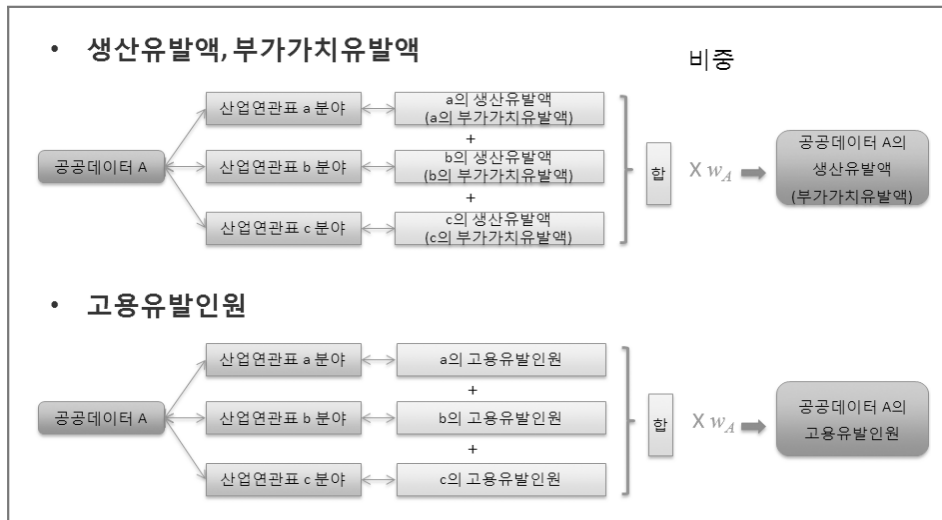 • 생산유발액, 부가가치유발액
비중
산업연관표 a 분야
a의 생산유발액
(a의 부가가치유발액)
+
공공데이터 A
산업연관표 b 분야
b의 생산유발액
(b의 부가가치유발액)
+
산업연관표 c 분야
c의 생산유발액
(c의 부가가치유발액)
합
X w_A
공공데이터 A의
생산유발액
(부가가치유발액)
• 고용유발인원
산업연관표 a 분야
a의 고용유발인원
+
공공데이터 A
산업연관표 b 분야
b의 고용유발인원
+
산업연관표 c 분야
c의 고용유발인원
합
X w_A
공공데이터 A의
고용유발인원